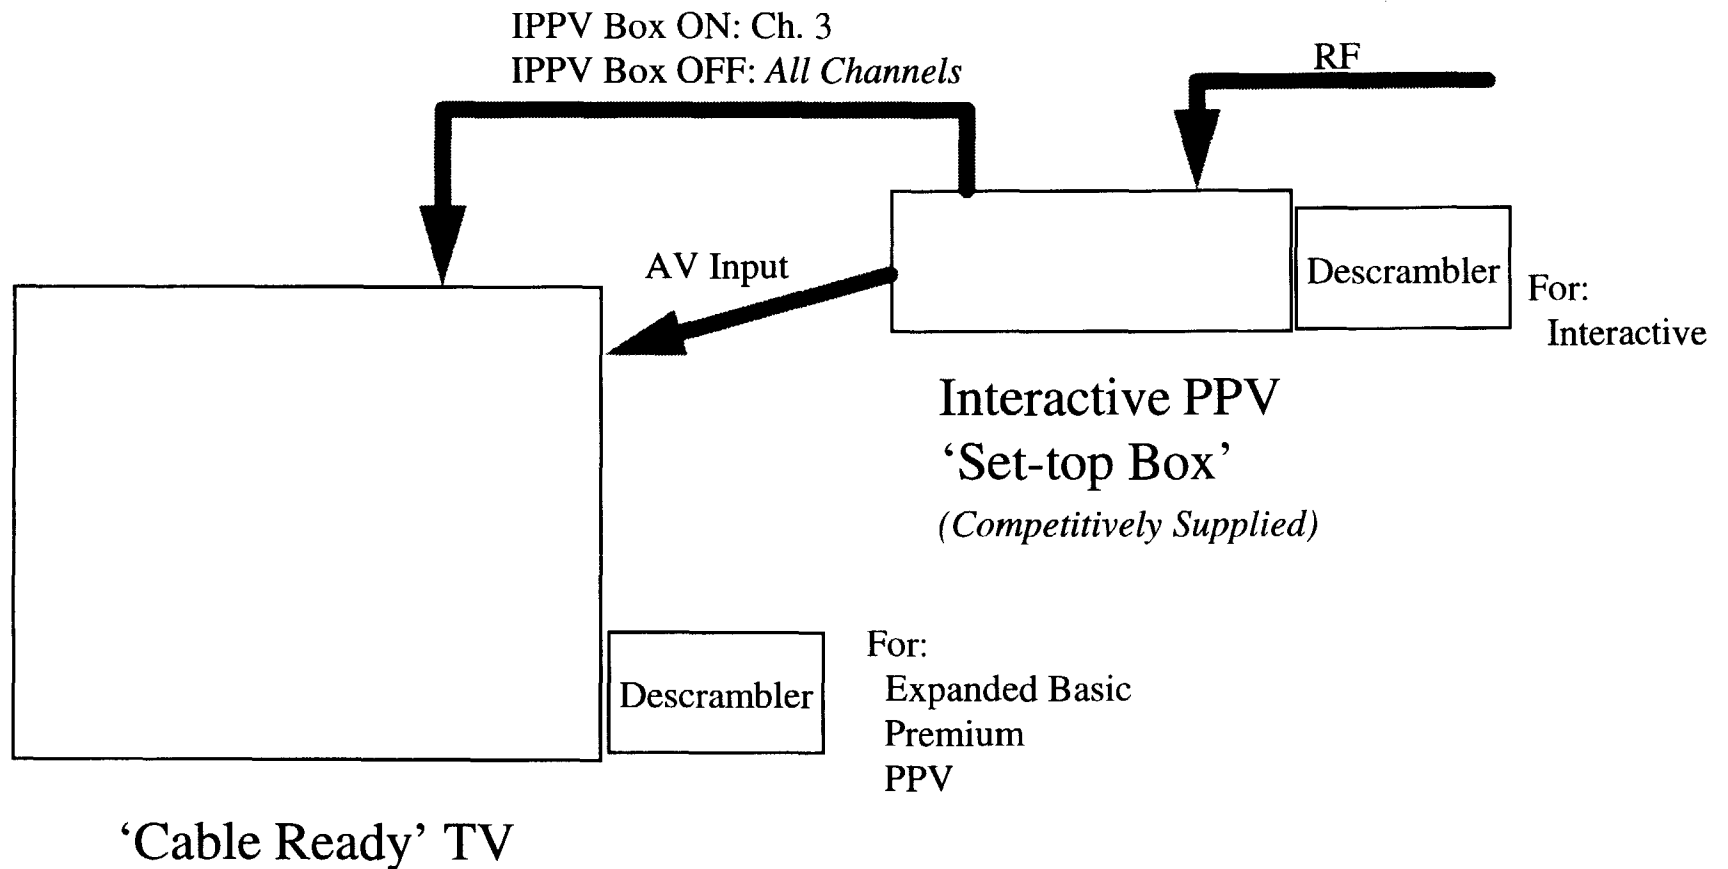 IPPV Box ON: Ch. 3
IPPV Box OFF: All Channels
RF
AV Input
Descrambler
For:
Interactive
Interactive PPV
‘Set-top Box’
(Competitively Supplied)
Descrambler
For:
Expanded Basic
Premium
PPV
‘Cable Ready’ TV